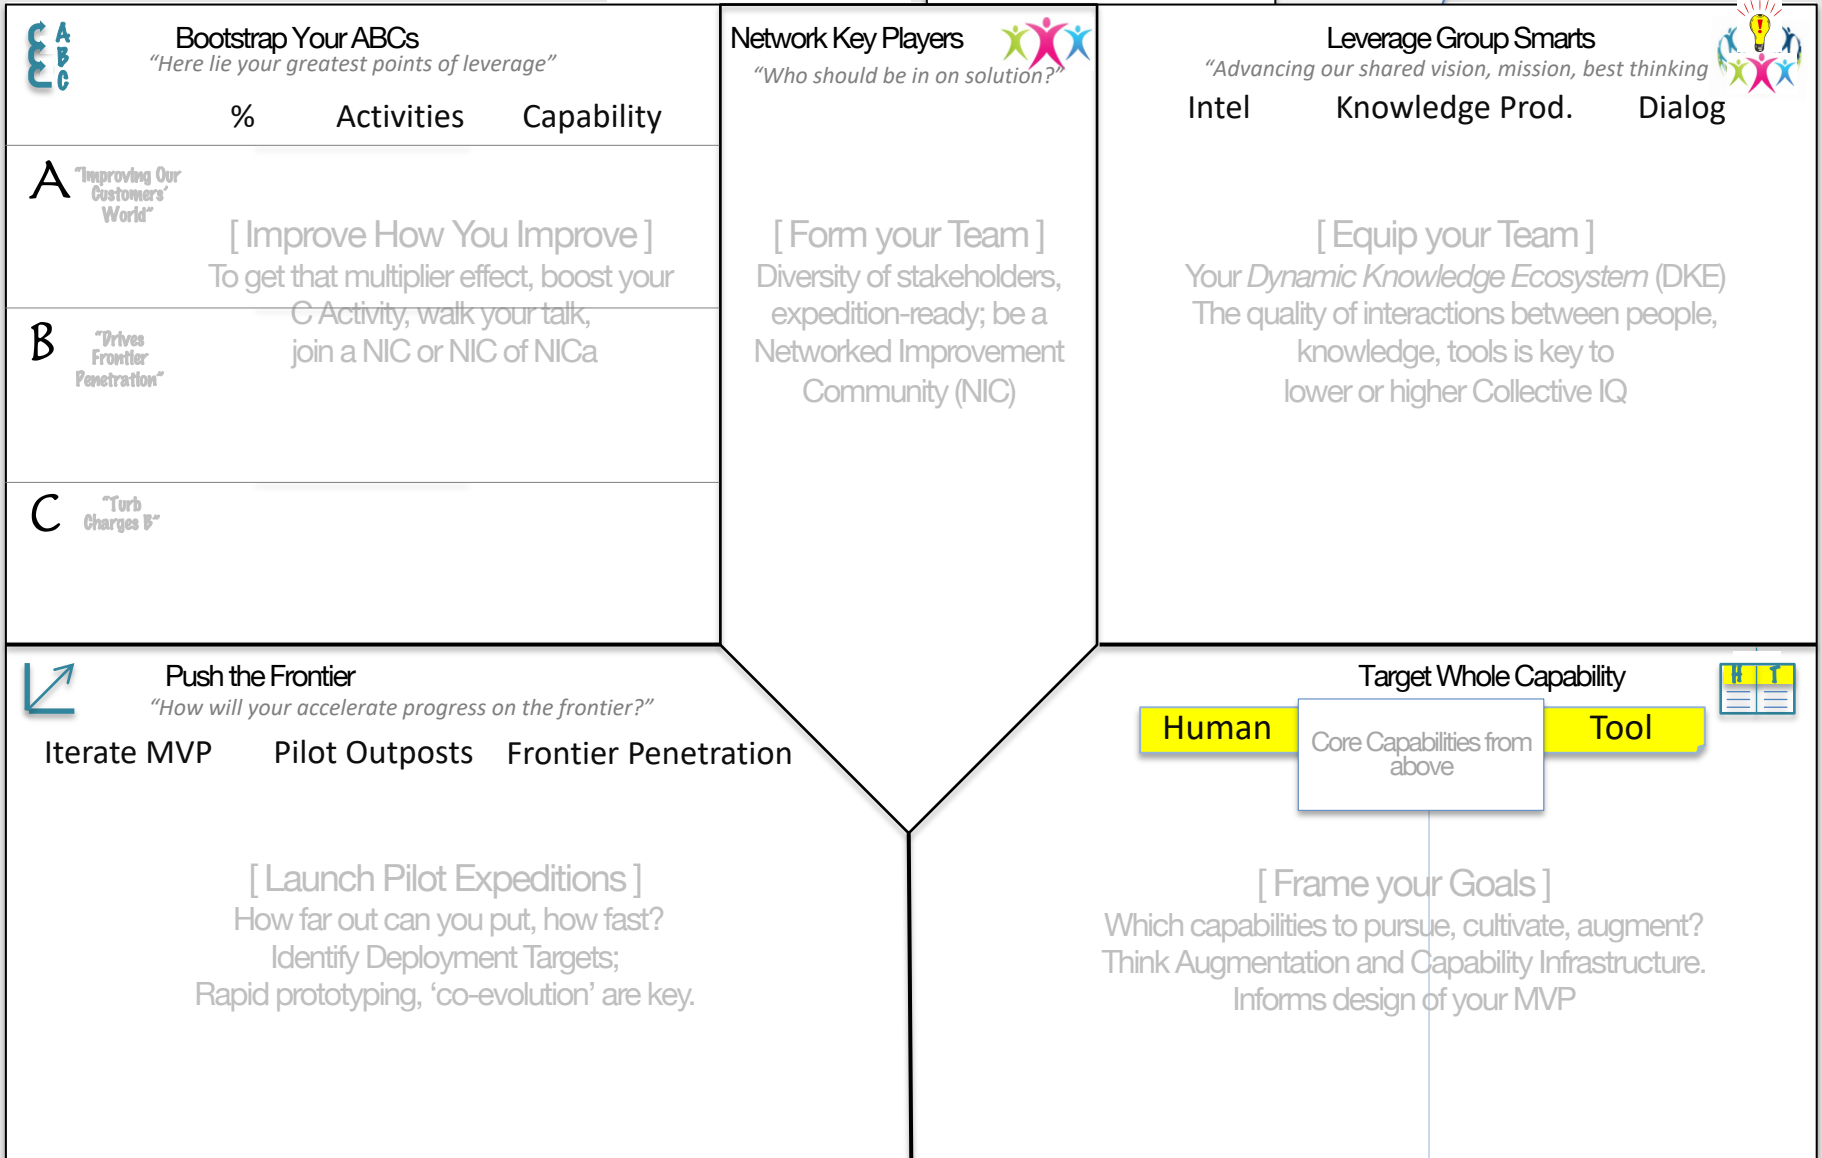 A
B
C
Bootstrap Your ABCs
“Here lie your greatest points of leverage”
% Activities Capability
A
“Improving Our
Customers’
World”
[ Improve How You Improve ]
To get that multiplier effect, boost your
C Activity, walk your talk,
join a NIC or NIC of NICa
B
“Drives
Frontier
Penetration”
C
“Turb
Charges B”
Network Key Players
“Who should be in on solution?”
[ Form your Team ]
Diversity of stakeholders,
expedition-ready; be a
Networked Improvement
Community (NIC)
Leverage Group Smarts
“Advancing our shared vision, mission, best thinking
Intel Knowledge Prod. Dialog
[ Equip your Team ]
Your Dynamic Knowledge Ecosystem (DKE)
The quality of interactions between people,
knowledge, tools is key to
lower or higher Collective IQ
Push the Frontier
“How will your accelerate progress on the frontier?”
Iterate MVP Pilot Outposts Frontier Penetration
[ Launch Pilot Expeditions ]
How far out can you put, how fast?
Identify Deployment Targets;
Rapid prototyping, ‘co-evolution’ are key.
Target Whole Capability
H T
Human
Core Capabilities from
above
Tool
[ Frame your Goals ]
Which capabilities to pursue, cultivate, augment?
Think Augmentation and Capability Infrastructure.
Informs design of your MVP